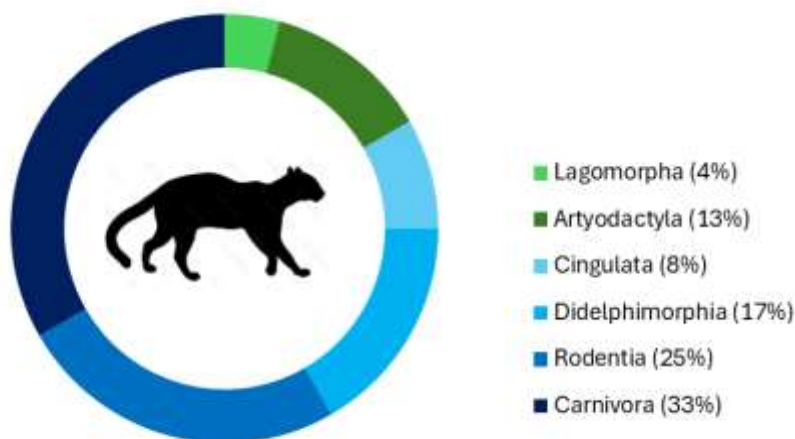 Lagomorpha (4%)
Artyodactyla (13%)
Cingulata (8%)
Didelphimorphia (17%)
Rodentia (25%)
Carnivora (33%)